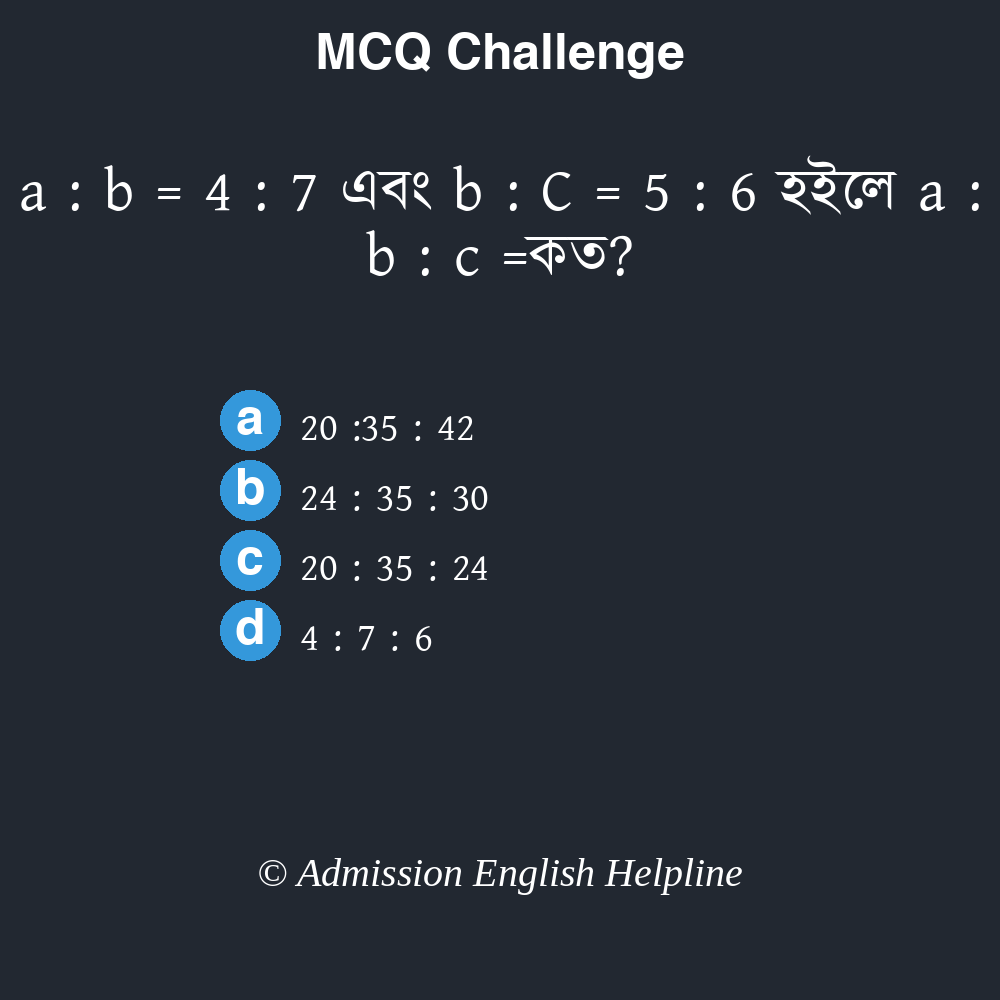 MCQ Challenge
a : b = 4 : 7 এবং b : C = 5 : 6 হইলে a :
b : c =কত?
a 20 :35 : 42
b 24 : 35 : 30
c 20 : 35 : 24
d 4 : 7 : 6
© Admission English Helpline